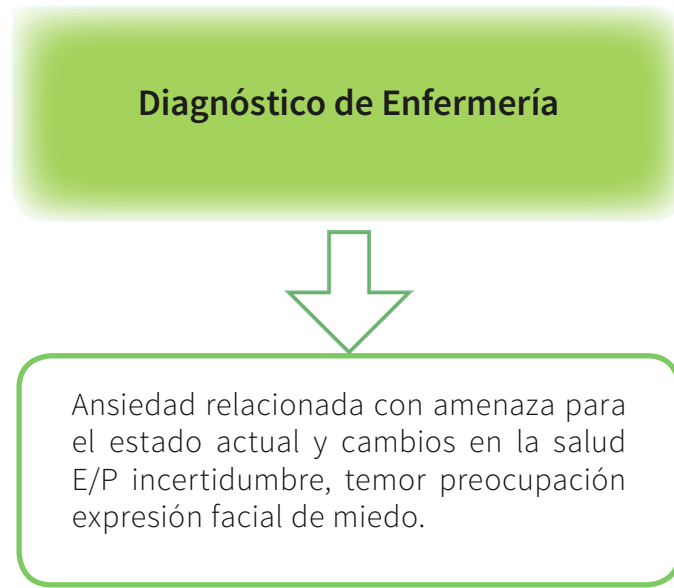 Diagnóstico de Enfermería
Ansiedad relacionada con amenaza para
el estado actual y cambios en la salud
E/P incertidumbre, temor preocupación
expresión facial de miedo.